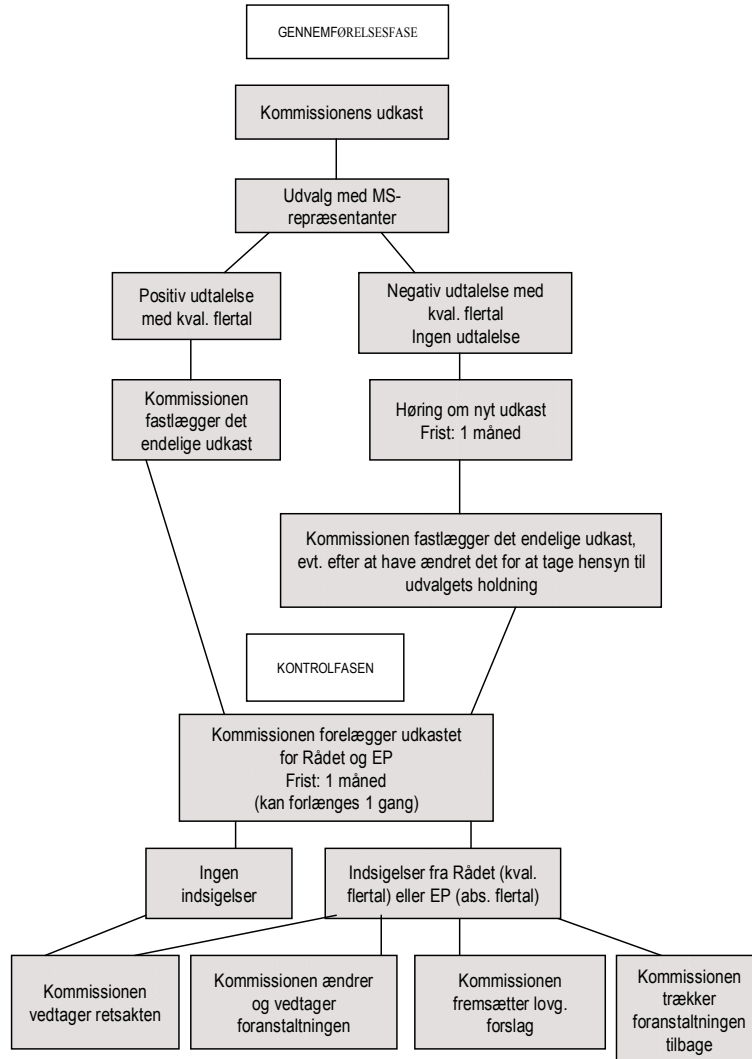 GENNEMFØRELSESFASE
Kommissionens udkast
Udvalg med MS-
repræsentanter
Positiv udtalelse
med kval. flertal
Negativ udtalelse med
kval. flertal
Ingen udtalelse
Kommissionen
fastlægger det
endelige udkast
Høring om nyt udkast
Frist: 1 måned
Kommissionen fastlægger det endelige udkast,
evt. efter at have ændret det for at tage hensyn til
udvalgets holdning
KONTROLFASEN
Kommissionen forelægger udkastet
for Rådet og EP
Frist: 1 måned
(kan forlænges 1 gang)
Ingen
indsigelser
Indsigelser fra Rådet (kval.
flertal) eller EP (abs. flertal)
Kommissionen
vedtager retsakten
Kommissionen ændrer
og vedtager
foranstaltningen
Kommissionen
fremsætter lovg.
forslag
Kommissionen
trækker
foranstaltningen
tilbage